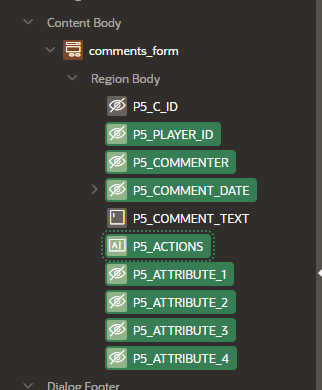 Content Body
comments_form
Region Body
P5_C_ID
P5_PLAYER_ID
P5_COMMENTER
P5_COMMENT_DATE
P5_COMMENT_TEXT
P5_ACTIONS
P5_ATTRIBUTE_1
P5_ATTRIBUTE_2
P5_ATTRIBUTE_3
P5_ATTRIBUTE_4
Dialog Footer